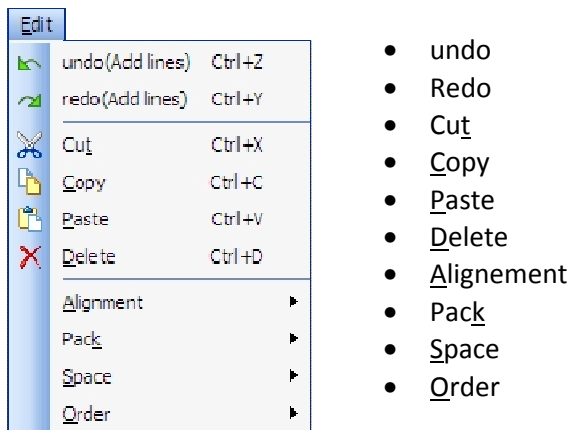 Edit
undo(Add lines) Ctrl+Z
redo(Add lines) Ctrl+Y
Cut Ctrl+X
Copy Ctrl+C
Paste Ctrl+V
Delete Ctrl+D
Alignment
Pack
Space
Order
• undo
• Redo
• Cut
• Copy
• Paste
• Delete
• Alignement
• Pack
• Space
• Order